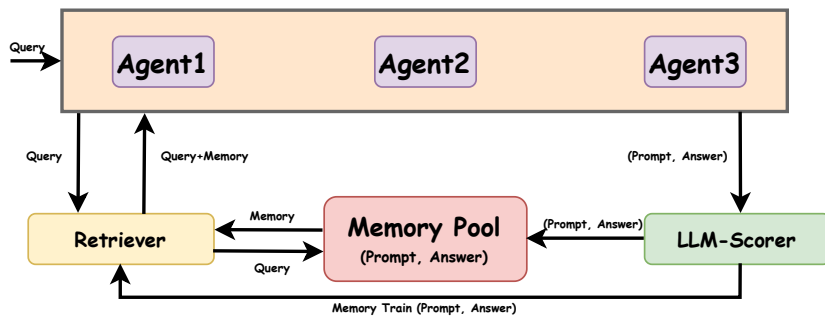 Query
Agent1
Agent2
Agent3
Query
Query+Memory
(Prompt, Answer)
Retriever
Memory
Query
Memory Pool
(Prompt, Answer)
(Prompt, Answer)
LLM-Scorer
Memory Train (Prompt, Answer)